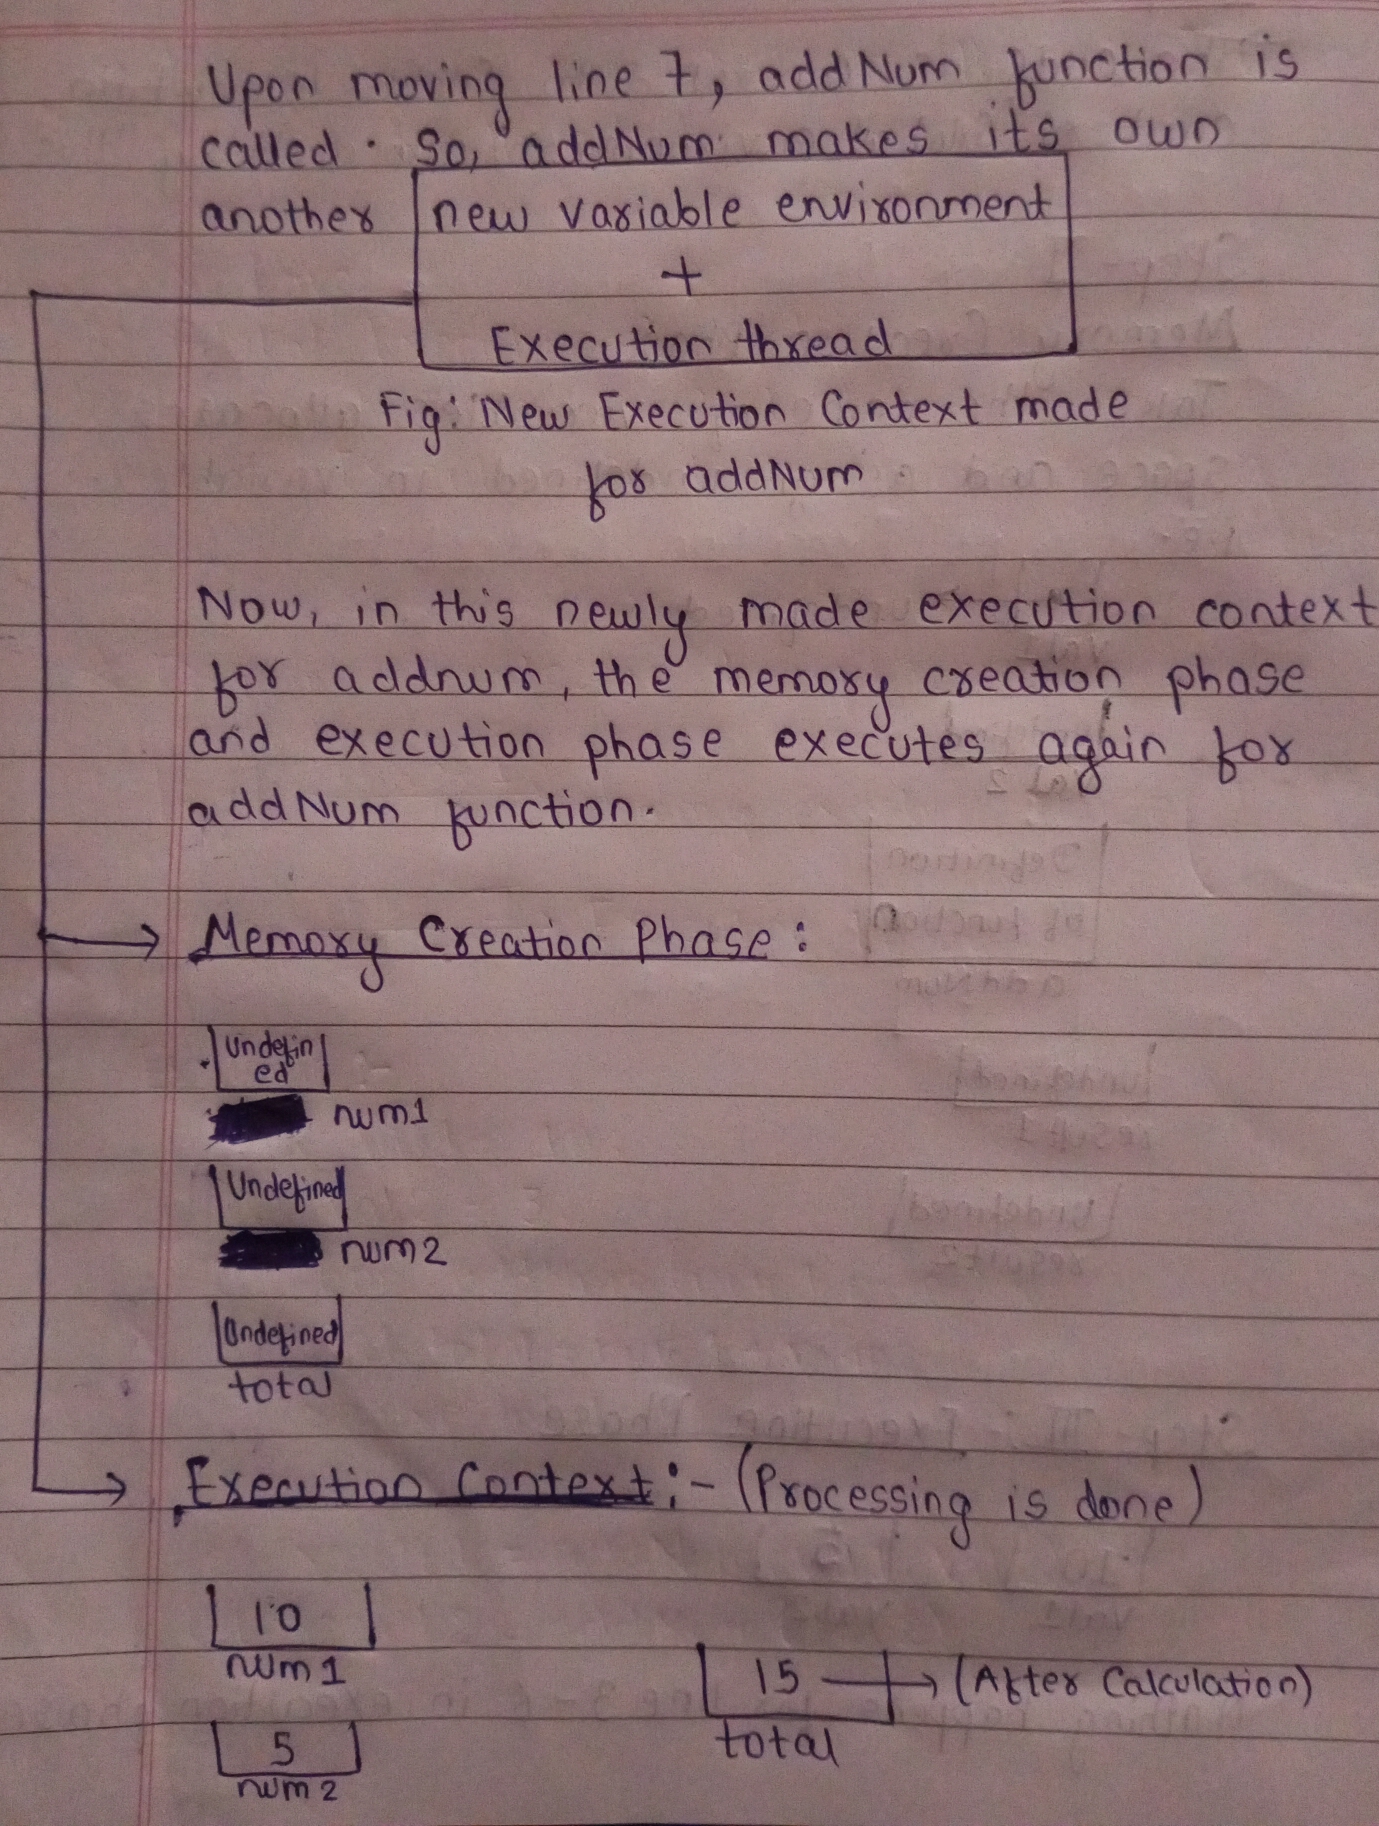 Upon moving line 7, addNum function is
called. So, addNum makes its own
another new variable environment
+
Execution thread
Fig: New Execution Context made
for addNum.
Now, in this newly made execution context
for addnum, the memory creation phase
and execution phase executes again for
addNum function.
Memory Creation Phase :
Undefin
ed
num1
Undefined
num2
Undefined
total
Execution Context :- (Processing is done)
10
num1
15 → (After Calculation)
total
5
num2